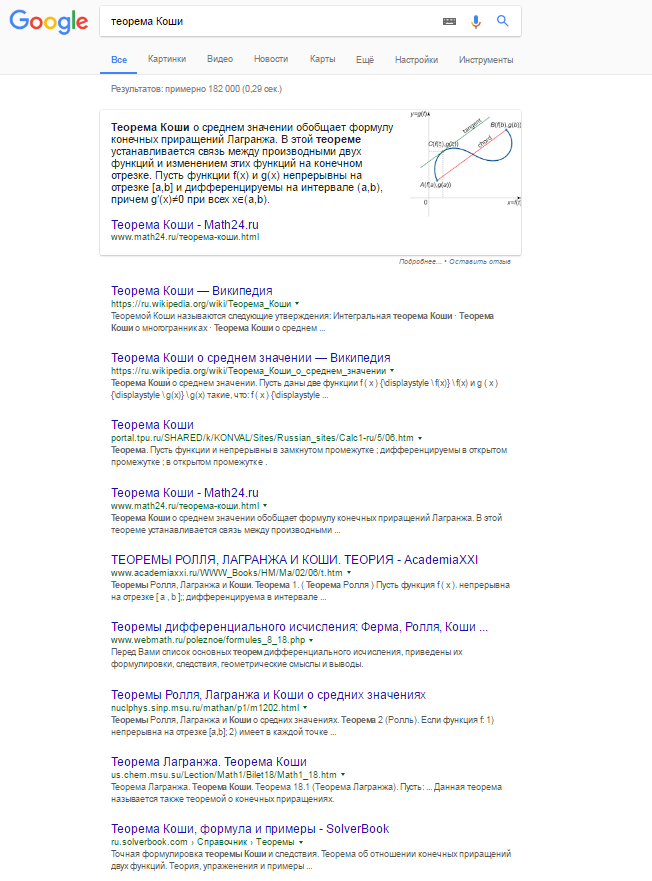 Google
теорема Коши
Все Картинки Видео Новости Карты Ещё Настройки Инструменты
Результатов: примерно 182 000 (0,29 сек.)
Теорема Коши о среднем значении обобщает формулу
конечных приращений Лагранжа. В этой теореме
устанавливается связь между производными двух
функций и изменением этих функций на конечном
отрезке. Пусть функции f(x) и g(x) непрерывны на
отрезке [a,b] и дифференцируемы на интервале (a,b),
причем g'(x)≠0 при всех x∈(a,b).
y=g(t)
tangent
B(f(b),g(b))
C(f(c),g(c))
chord
A(f(a),g(a))
0
x=f(t)
Теорема Коши - Math24.ru
www.math24.ru/теорема-коши.html
Подробнее... • Оставить отзыв
Теорема Коши — Википедия
https://ru.wikipedia.org/wiki/Теорема_Коши
Теоремой Коши называются следующие утверждения: Интегральная теорема Коши · Теорема
Коши о многогранниках · Теорема Коши о среднем ...
Теорема Коши о среднем значении — Википедия
https://ru.wikipedia.org/wiki/Теорема_Коши_о_среднем_значении
Теорема Коши о среднем значении. Пусть даны две функции f ( x ) {\displaystyle \ f(x)} \ f(x) и g ( x )
{\displaystyle \ g(x)} \ g(x) такие, что: f ( x ) {\displaystyle ...
Теорема Коши
portal.tpu.ru/SHARED/k/KONVAL/Sites/Russian_sites/Calc1-ru/5/06.htm
Теорема. Пусть функции и непрерывны в замкнутом промежутке ; дифференцируемы в открытом
промежутке ; в открытом промежутке .
Теорема Коши - Math24.ru
www.math24.ru/теорема-коши.html
Теорема Коши о среднем значении обобщает формулу конечных приращений Лагранжа. В этой
теореме устанавливается связь между производными ...
ТЕОРЕМЫ РОЛЛЯ, ЛАГРАНЖА И КОШИ. ТЕОРИЯ - AcademiaXXI
www.academiaxxi.ru/WWW_Books/HM/Ma/02/06/t.htm
Теоремы Ролля, Лагранжа и Коши. Теорема 1. ( Теорема Ролля ) Пусть функция f ( x ). непрерывна
на отрезке [ a , b ];; дифференцируема в интервале ...
Теоремы дифференциального исчисления: Ферма, Ролля, Коши ...
www.webmath.ru/poleznoe/formules_8_18.php
Перед Вами список основных теорем дифференциального исчисления, приведены их
формулировки, следствия, геометрические смыслы и выводы.
Теоремы Ролля, Лагранжа и Коши о средних значениях
nuclphys.sinp.msu.ru/mathan/p1/m1202.html
Теоремы Ролля, Лагранжа и Коши о средних значениях. Теорема 2 (Ролль). Если функция f: 1)
непрерывна на отрезке [a,b]; 2) имеет в каждой точке ...
Теорема Лагранжа. Теорема Коши
us.chem.msu.su/Lection/Math1/Bilet18/Math1_18.htm
Теорема Лагранжа. Теорема Коши. Теорема 18.1 (Теорема Лагранжа). Пусть: ... Данная теорема
называется также теоремой о конечных приращениях.
Теорема Коши, формула и примеры - SolverBook
ru.solverbook.com › Справочник › Теоремы
Точная формулировка теоремы Коши и следствия. Теорема об отношении конечных приращений
двух функций. Теория, упражнения и примеры ...